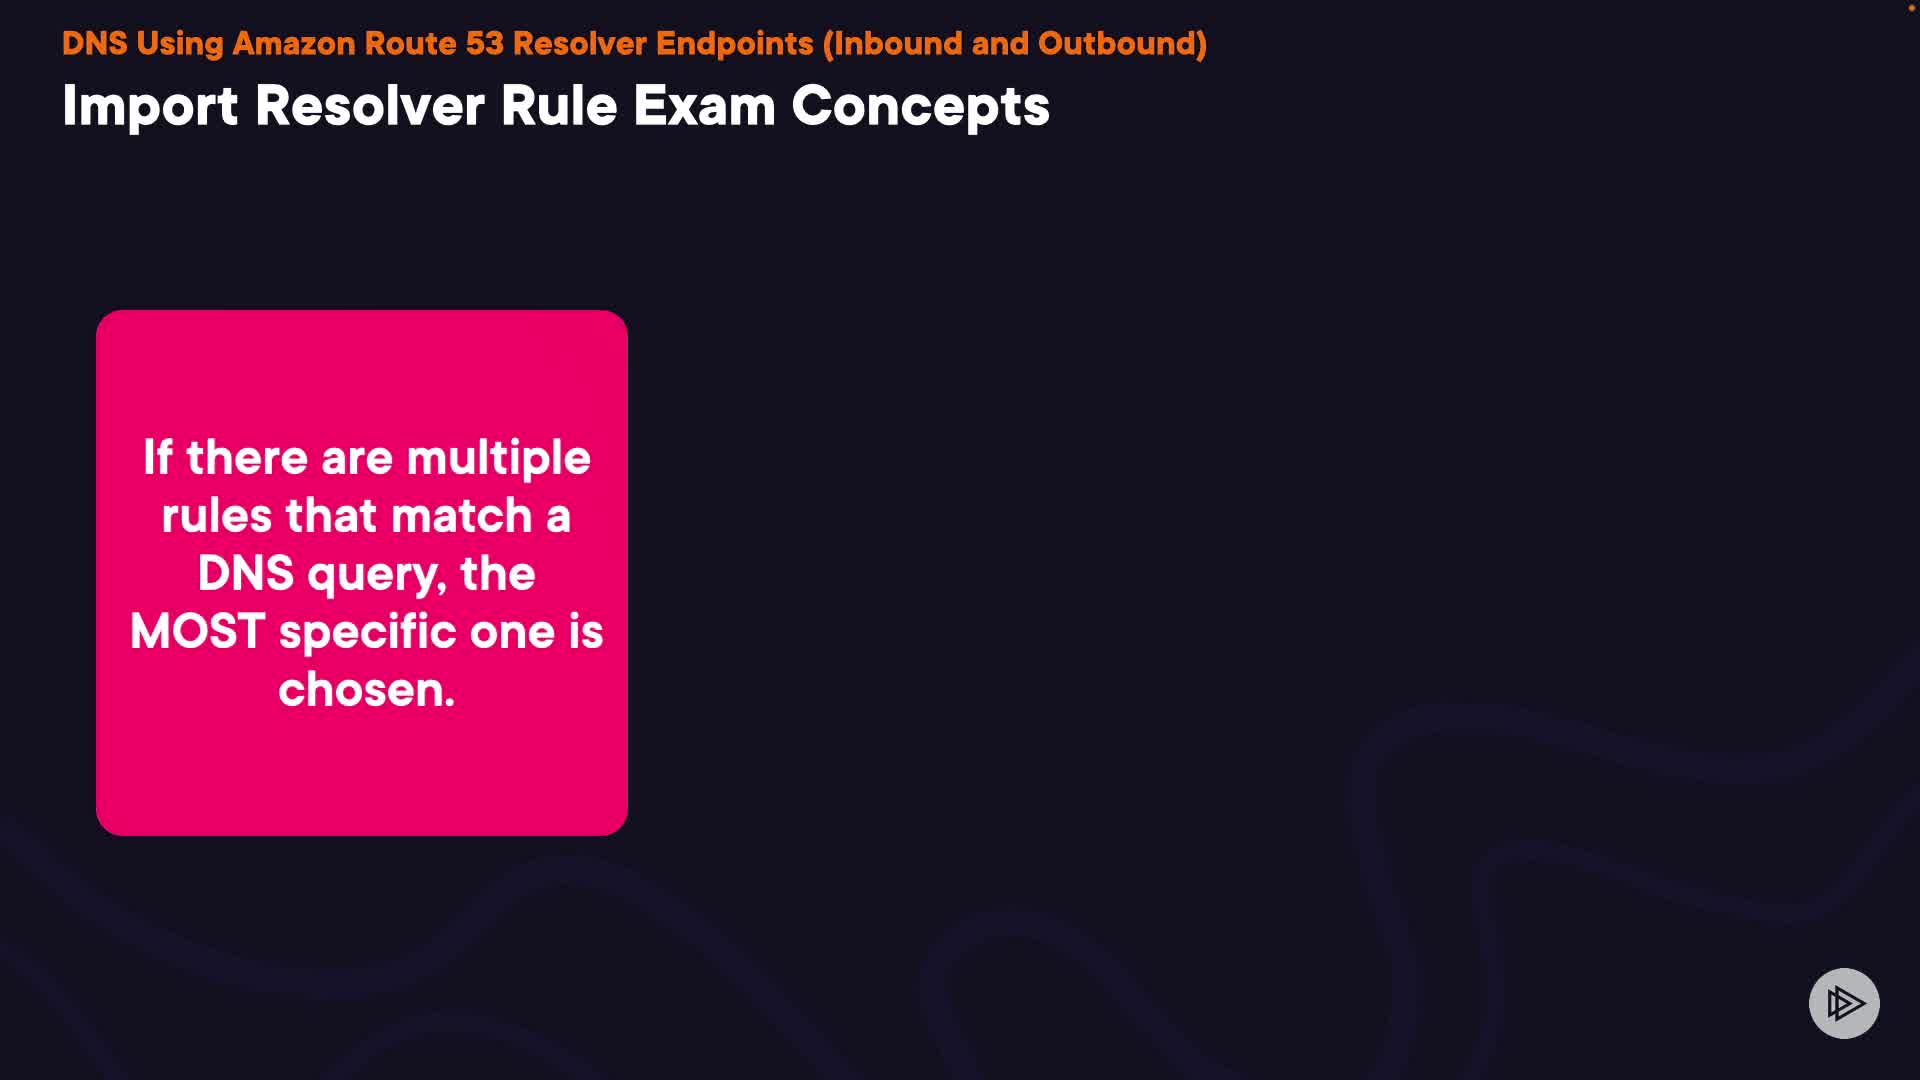 DNS Using Amazon Route 53 Resolver Endpoints (Inbound and Outbound)
Import Resolver Rule Exam Concepts
If there are multiple
rules that match a
DNS query, the
MOST specific one is
chosen.